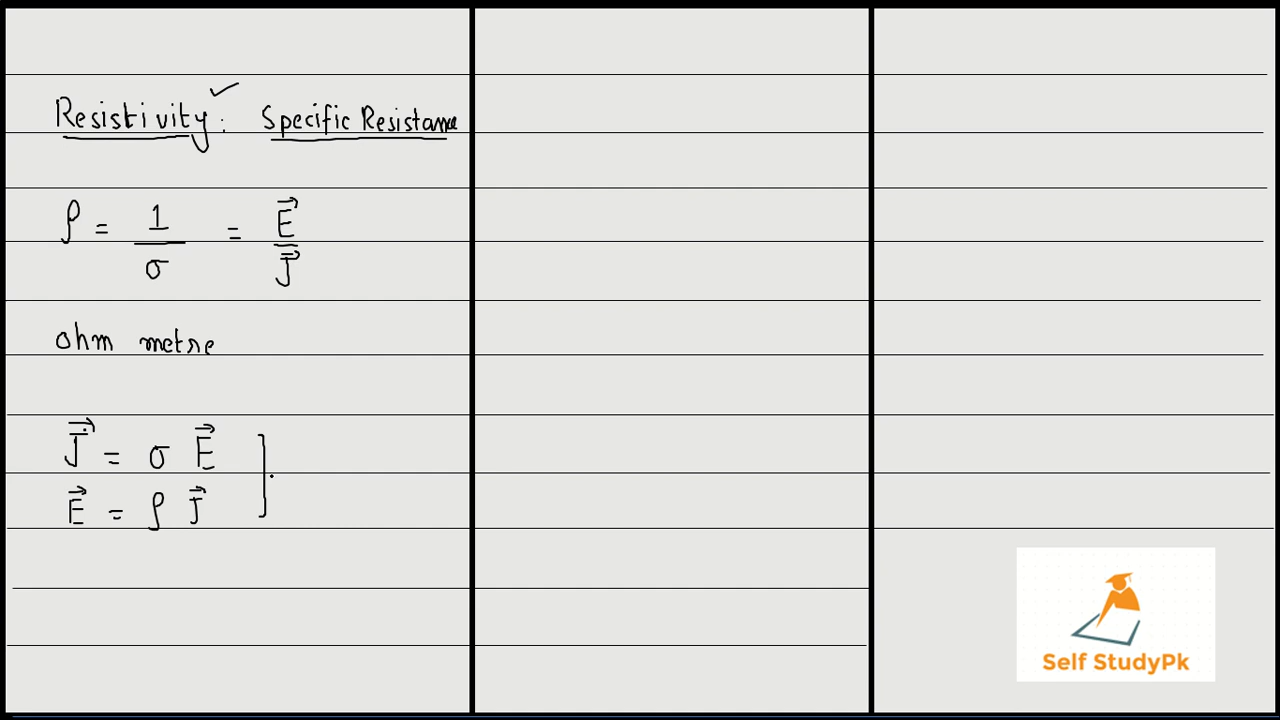 Resistivity : Specific Resistance
ρ = 1/σ = E⃗/J⃗
ohm metre
J⃗ = σ E⃗
E⃗ = ρ J⃗
Self StudyPk